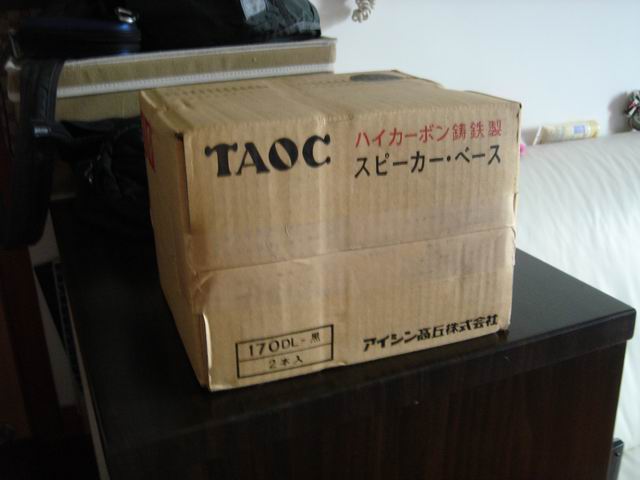 TAOC
ハイカーボン鋳鉄製
スピーカー・ベース
170DL-黒
2本入
アイシン高丘株式会社